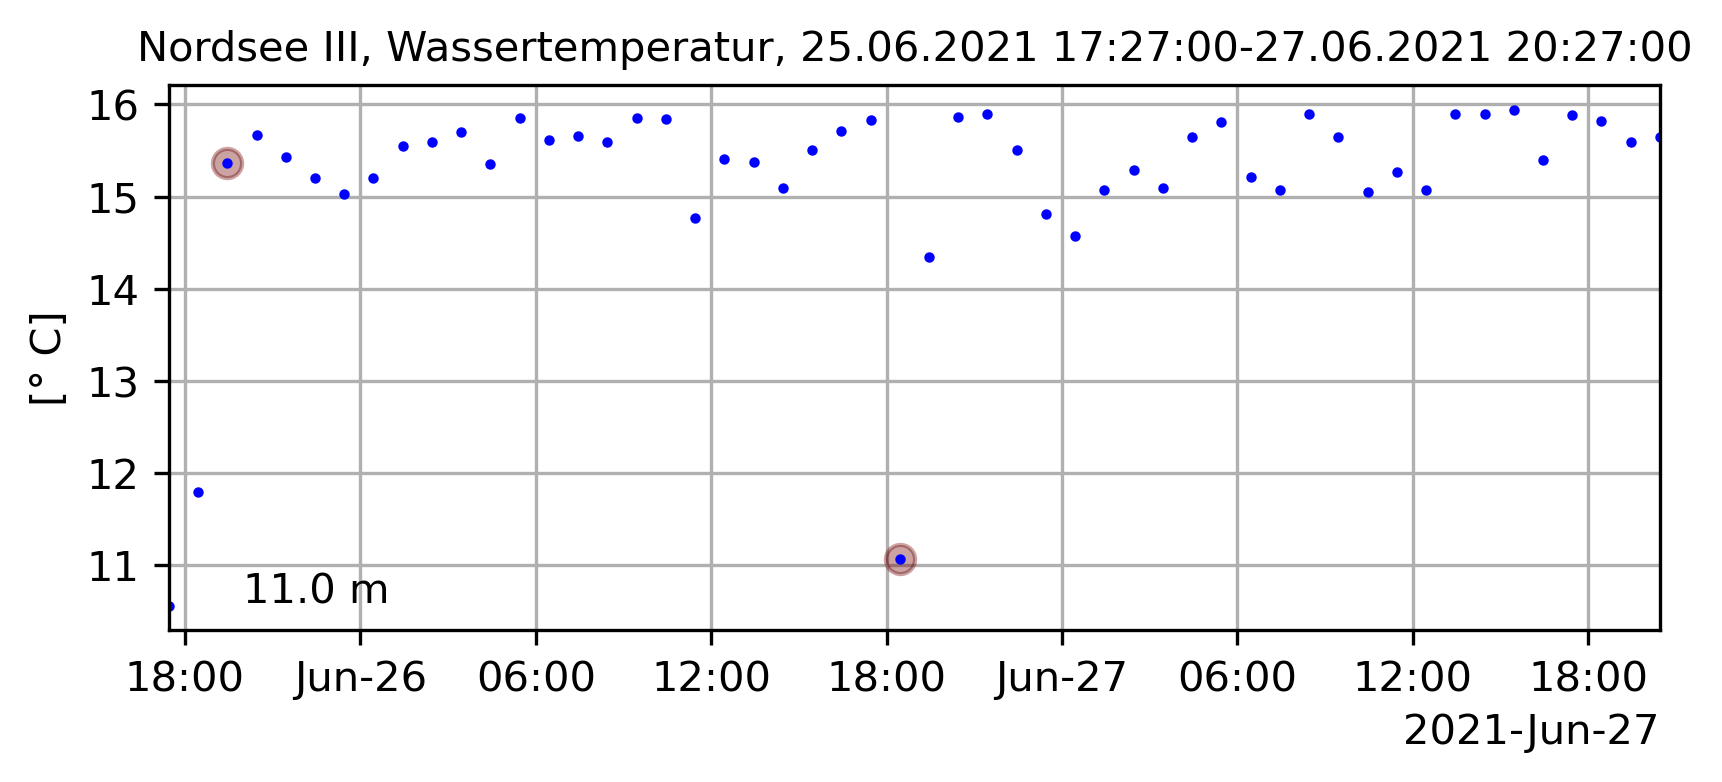 Nordsee III, Wassertemperatur, 25.06.2021 17:27:00-27.06.2021 20:27:00
16
15
14
13
12
11
[° C]
11.0 m
18:00 Jun-26 06:00 12:00 18:00 Jun-27 06:00 12:00 18:00
2021-Jun-27